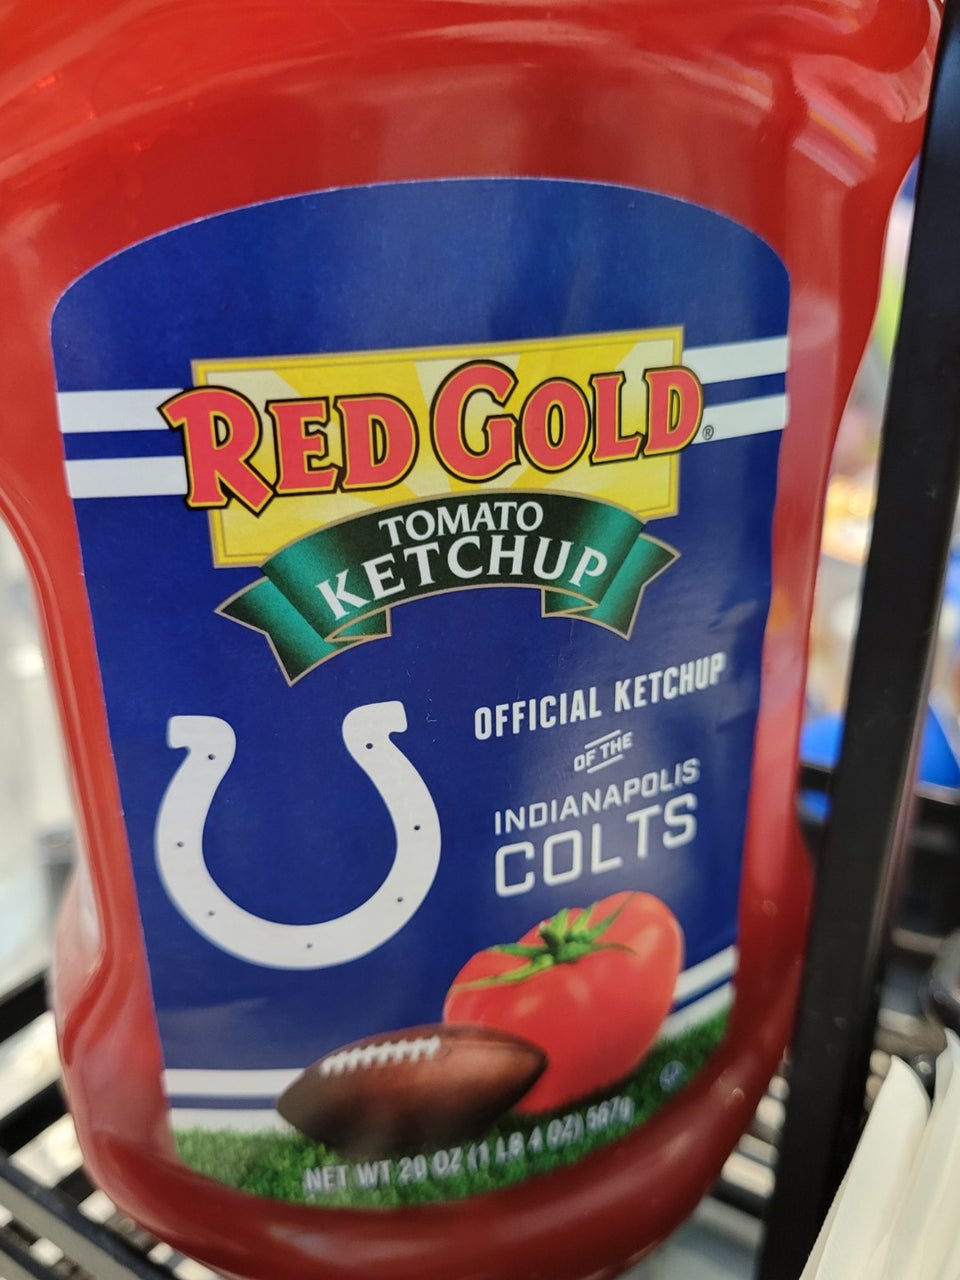 RED GOLD®
TOMATO
KETCHUP
OFFICIAL KETCHUP
OF THE
INDIANAPOLIS
COLTS
NET WT 20 OZ (1 LB 4 OZ) 567g